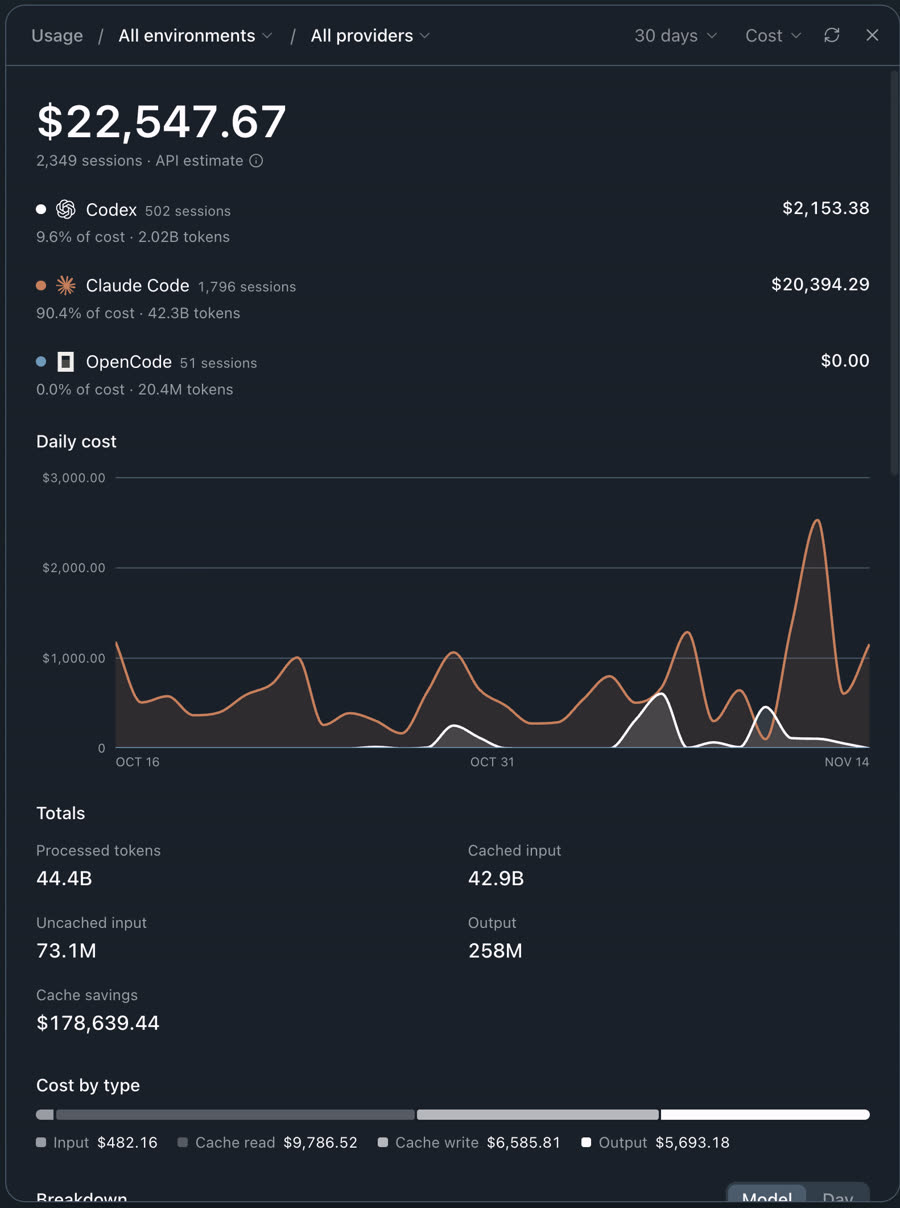 Usage / All environments / All providers 30 days Cost
$22,547.67
2,349 sessions · API estimate
Codex 502 sessions $2,153.38
9.6% of cost · 2.02B tokens
Claude Code 1,796 sessions $20,394.29
90.4% of cost · 42.3B tokens
OpenCode 51 sessions $0.00
0.0% of cost · 20.4M tokens
Daily cost
$3,000.00
$2,000.00
$1,000.00
0
OCT 16 OCT 31 NOV 14
Totals
Processed tokens Cached input
44.4B 42.9B
Uncached input Output
73.1M 258M
Cache savings
$178,639.44
Cost by type
Input $482.16 Cache read $9,786.52 Cache write $6,585.81 Output $5,693.18
Breakdown Model Day